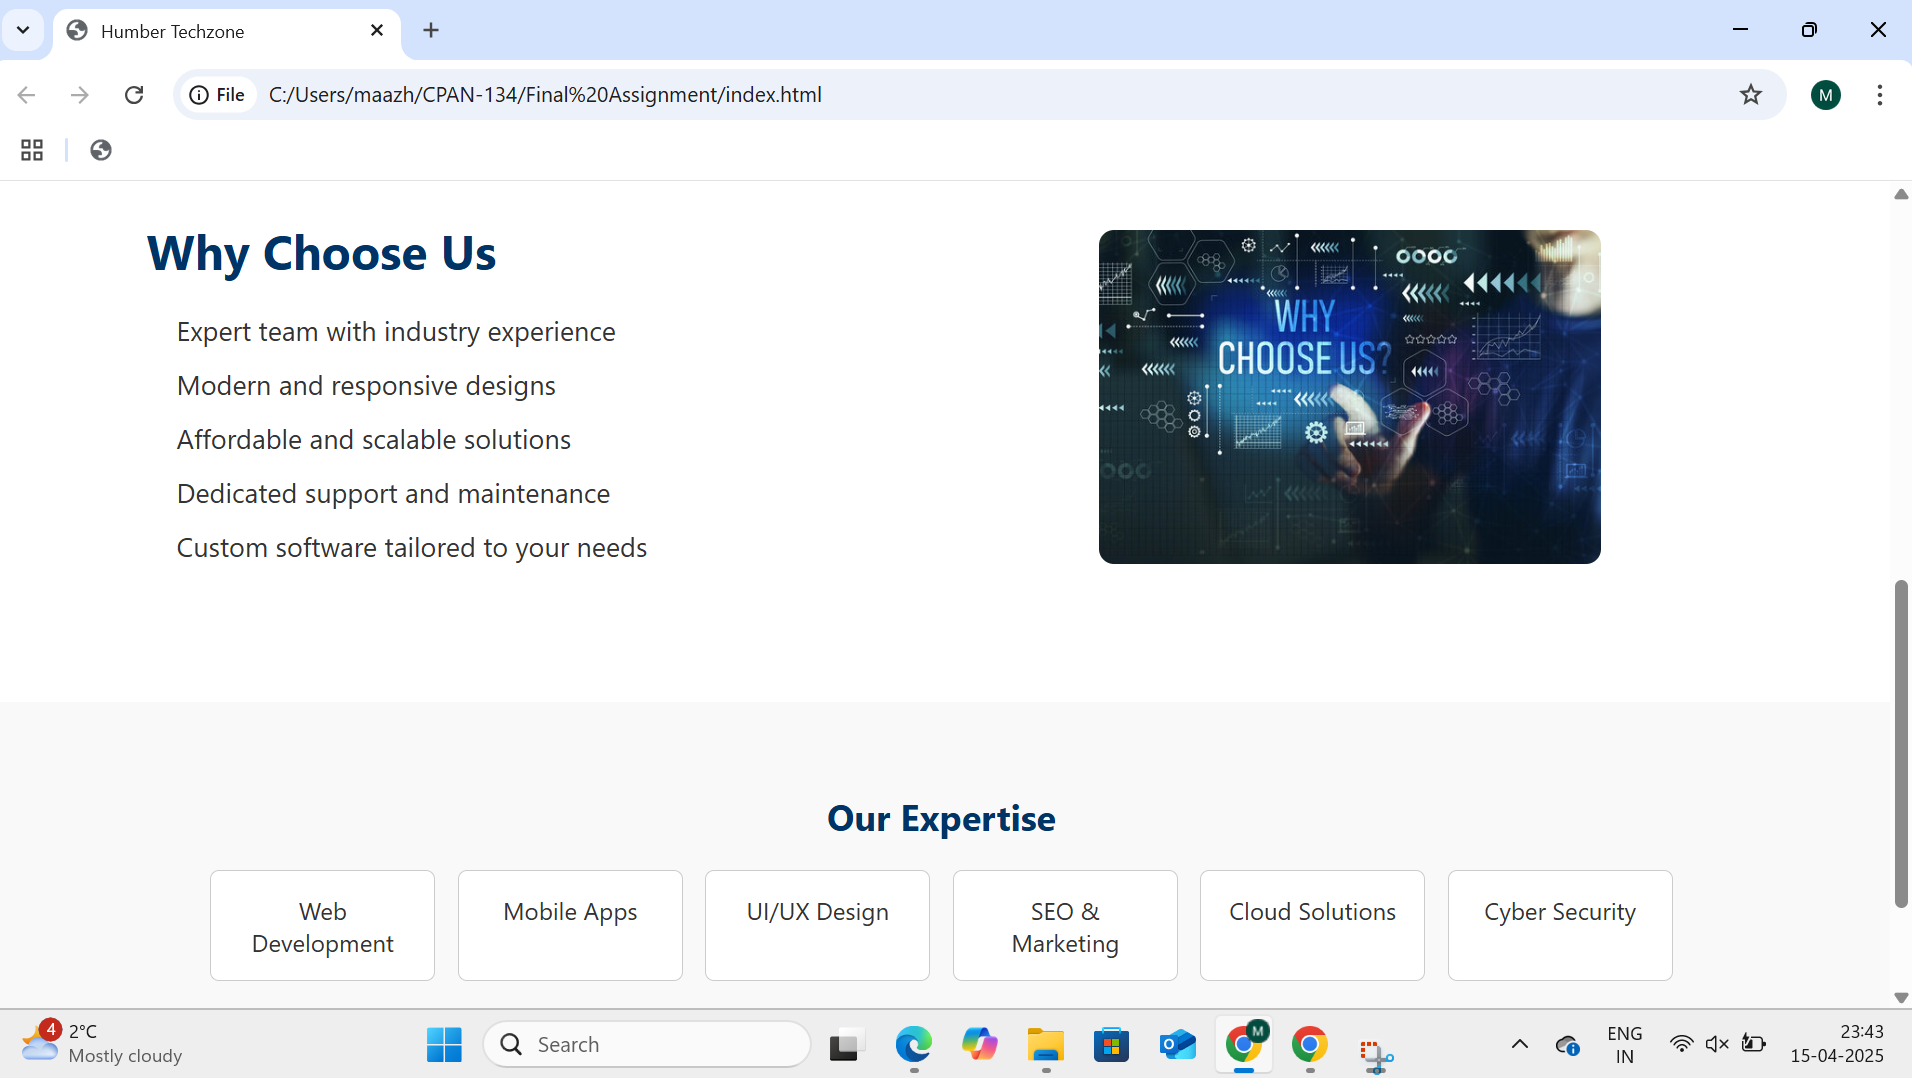 Humber Techzone
File
C:/Users/maazh/CPAN-134/Final%20Assignment/index.html
M
Why Choose Us
Expert team with industry experience
Modern and responsive designs
Affordable and scalable solutions
Dedicated support and maintenance
Custom software tailored to your needs
WHY
CHOOSE US?
Our Expertise
Web
Development
Mobile Apps
UI/UX Design
SEO &
Marketing
Cloud Solutions
Cyber Security
4
2°C
Mostly cloudy
Search
M
ENG
IN
23:43
15-04-2025